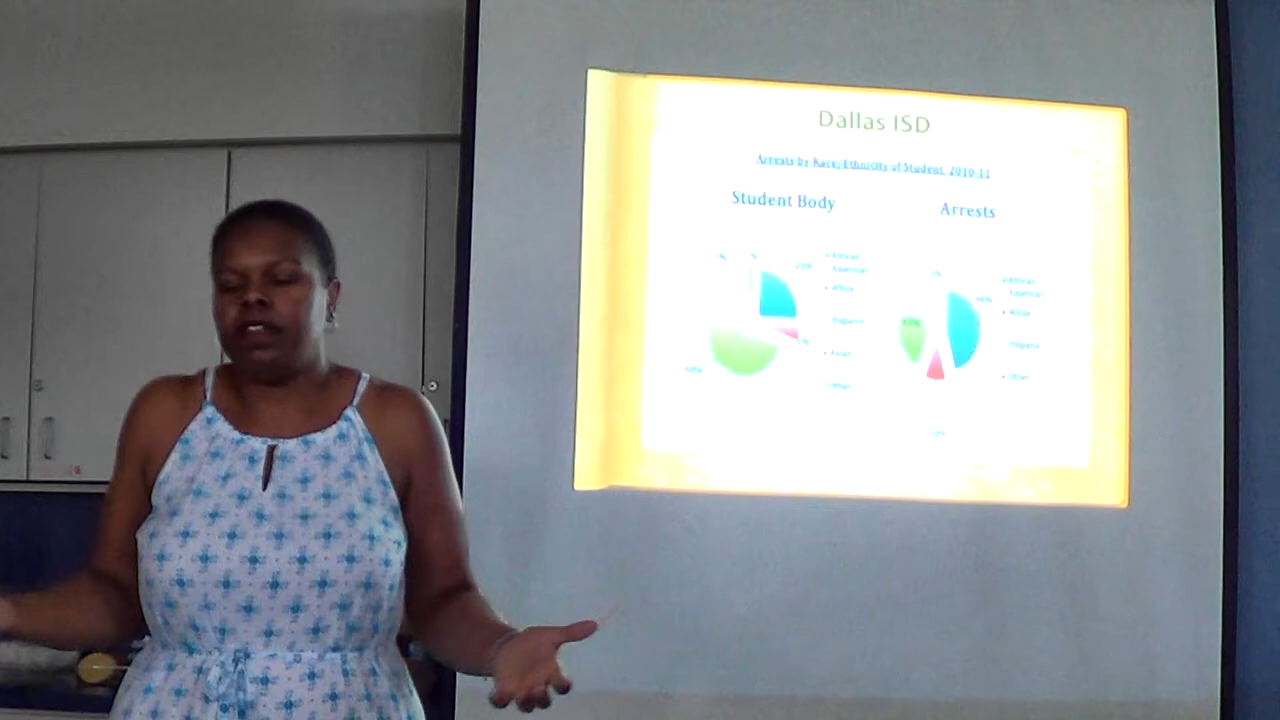 Dallas ISD
Arrests by Race/Ethnicity of Student, 2010-11
Student Body
Arrests
African
American
White
Hispanic
Asian
Other
African
American
White
Hispanic
Other